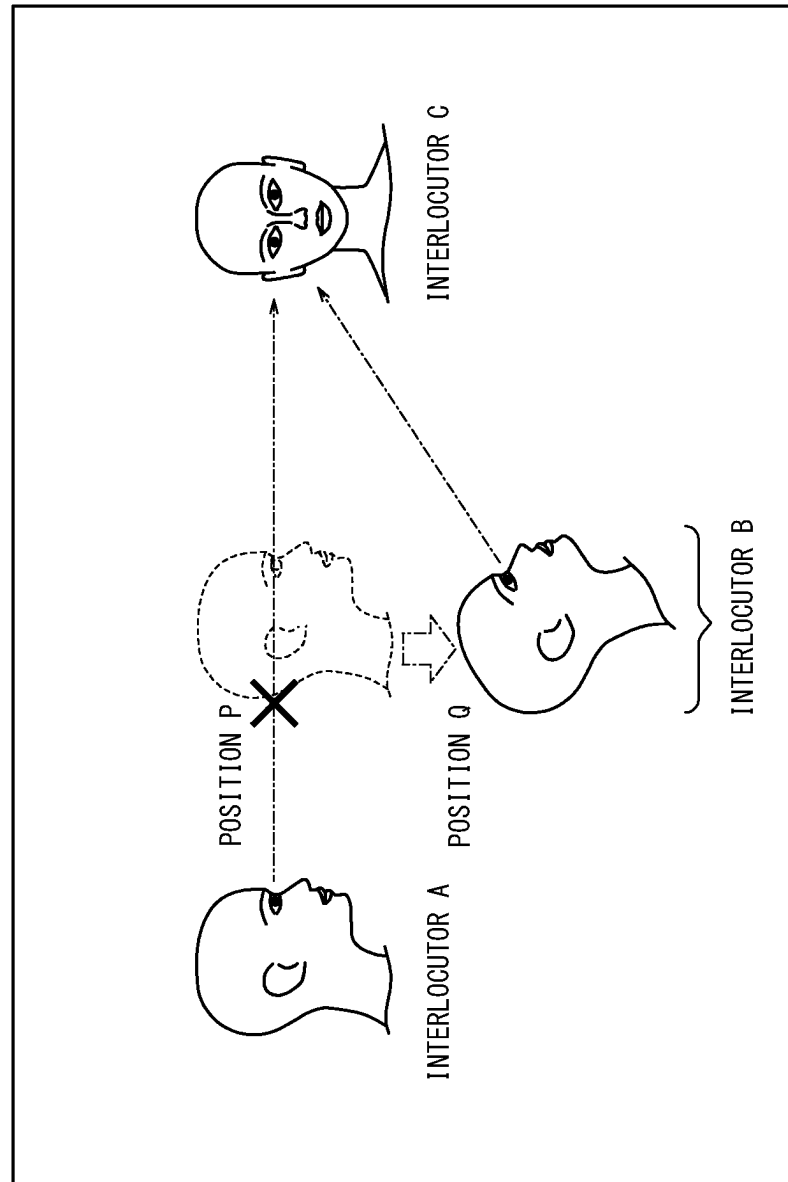 INTERLOCUTOR A
POSITION P
POSITION Q
INTERLOCUTOR B
INTERLOCUTOR C